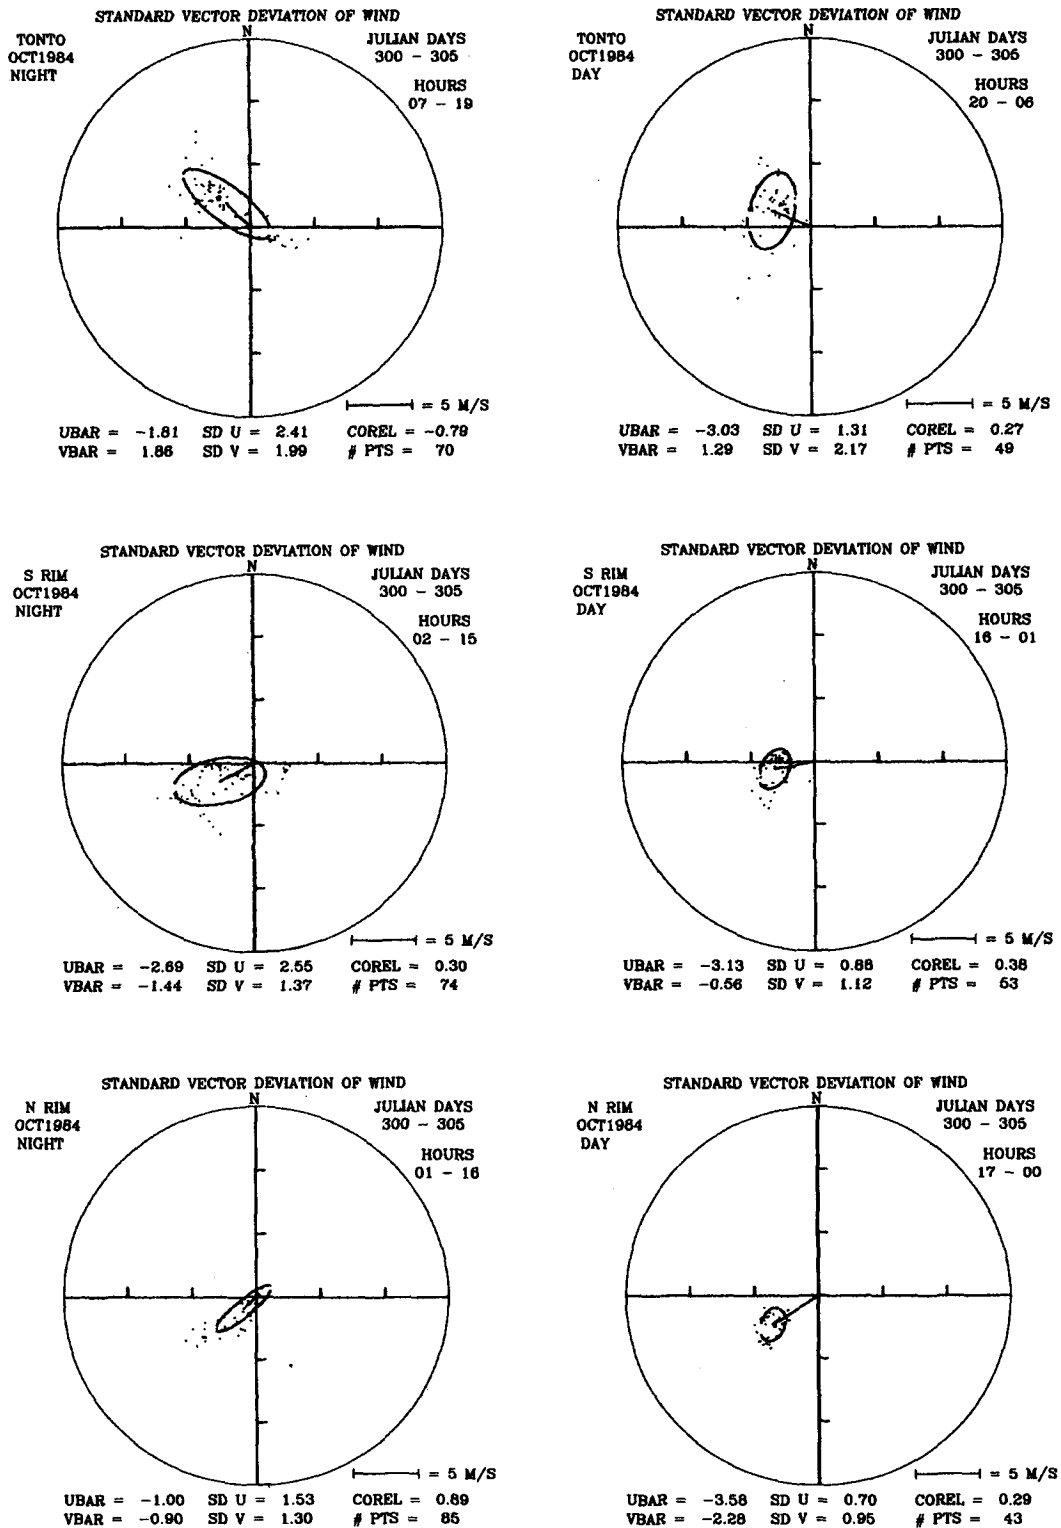 STANDARD VECTOR DEVIATION OF WIND
N
TONTO
OCT1984
NIGHT
JULIAN DAYS
300 - 305
HOURS
07 - 19
= 5 M/S
UBAR = -1.81 SD U = 2.41 COREL = -0.79
VBAR = 1.86 SD V = 1.99 # PTS = 70
STANDARD VECTOR DEVIATION OF WIND
N
TONTO
OCT1984
DAY
JULIAN DAYS
300 - 305
HOURS
20 - 06
= 5 M/S
UBAR = -3.03 SD U = 1.31 COREL = 0.27
VBAR = 1.29 SD V = 2.17 # PTS = 49
STANDARD VECTOR DEVIATION OF WIND
N
S RIM
OCT1984
NIGHT
JULIAN DAYS
300 - 305
HOURS
02 - 15
= 5 M/S
UBAR = -2.69 SD U = 2.55 COREL = 0.30
VBAR = -1.44 SD V = 1.37 # PTS = 74
STANDARD VECTOR DEVIATION OF WIND
N
S RIM
OCT1984
DAY
JULIAN DAYS
300 - 305
HOURS
16 - 01
= 5 M/S
UBAR = -3.13 SD U = 0.88 COREL = 0.38
VBAR = -0.56 SD V = 1.12 # PTS = 53
STANDARD VECTOR DEVIATION OF WIND
N
N RIM
OCT1984
NIGHT
JULIAN DAYS
300 - 305
HOURS
01 - 16
= 5 M/S
UBAR = -1.00 SD U = 1.53 COREL = 0.89
VBAR = -0.90 SD V = 1.30 # PTS = 85
STANDARD VECTOR DEVIATION OF WIND
N
N RIM
OCT1984
DAY
JULIAN DAYS
300 - 305
HOURS
17 - 00
= 5 M/S
UBAR = -3.58 SD U = 0.70 COREL = 0.29
VBAR = -2.28 SD V = 0.95 # PTS = 43